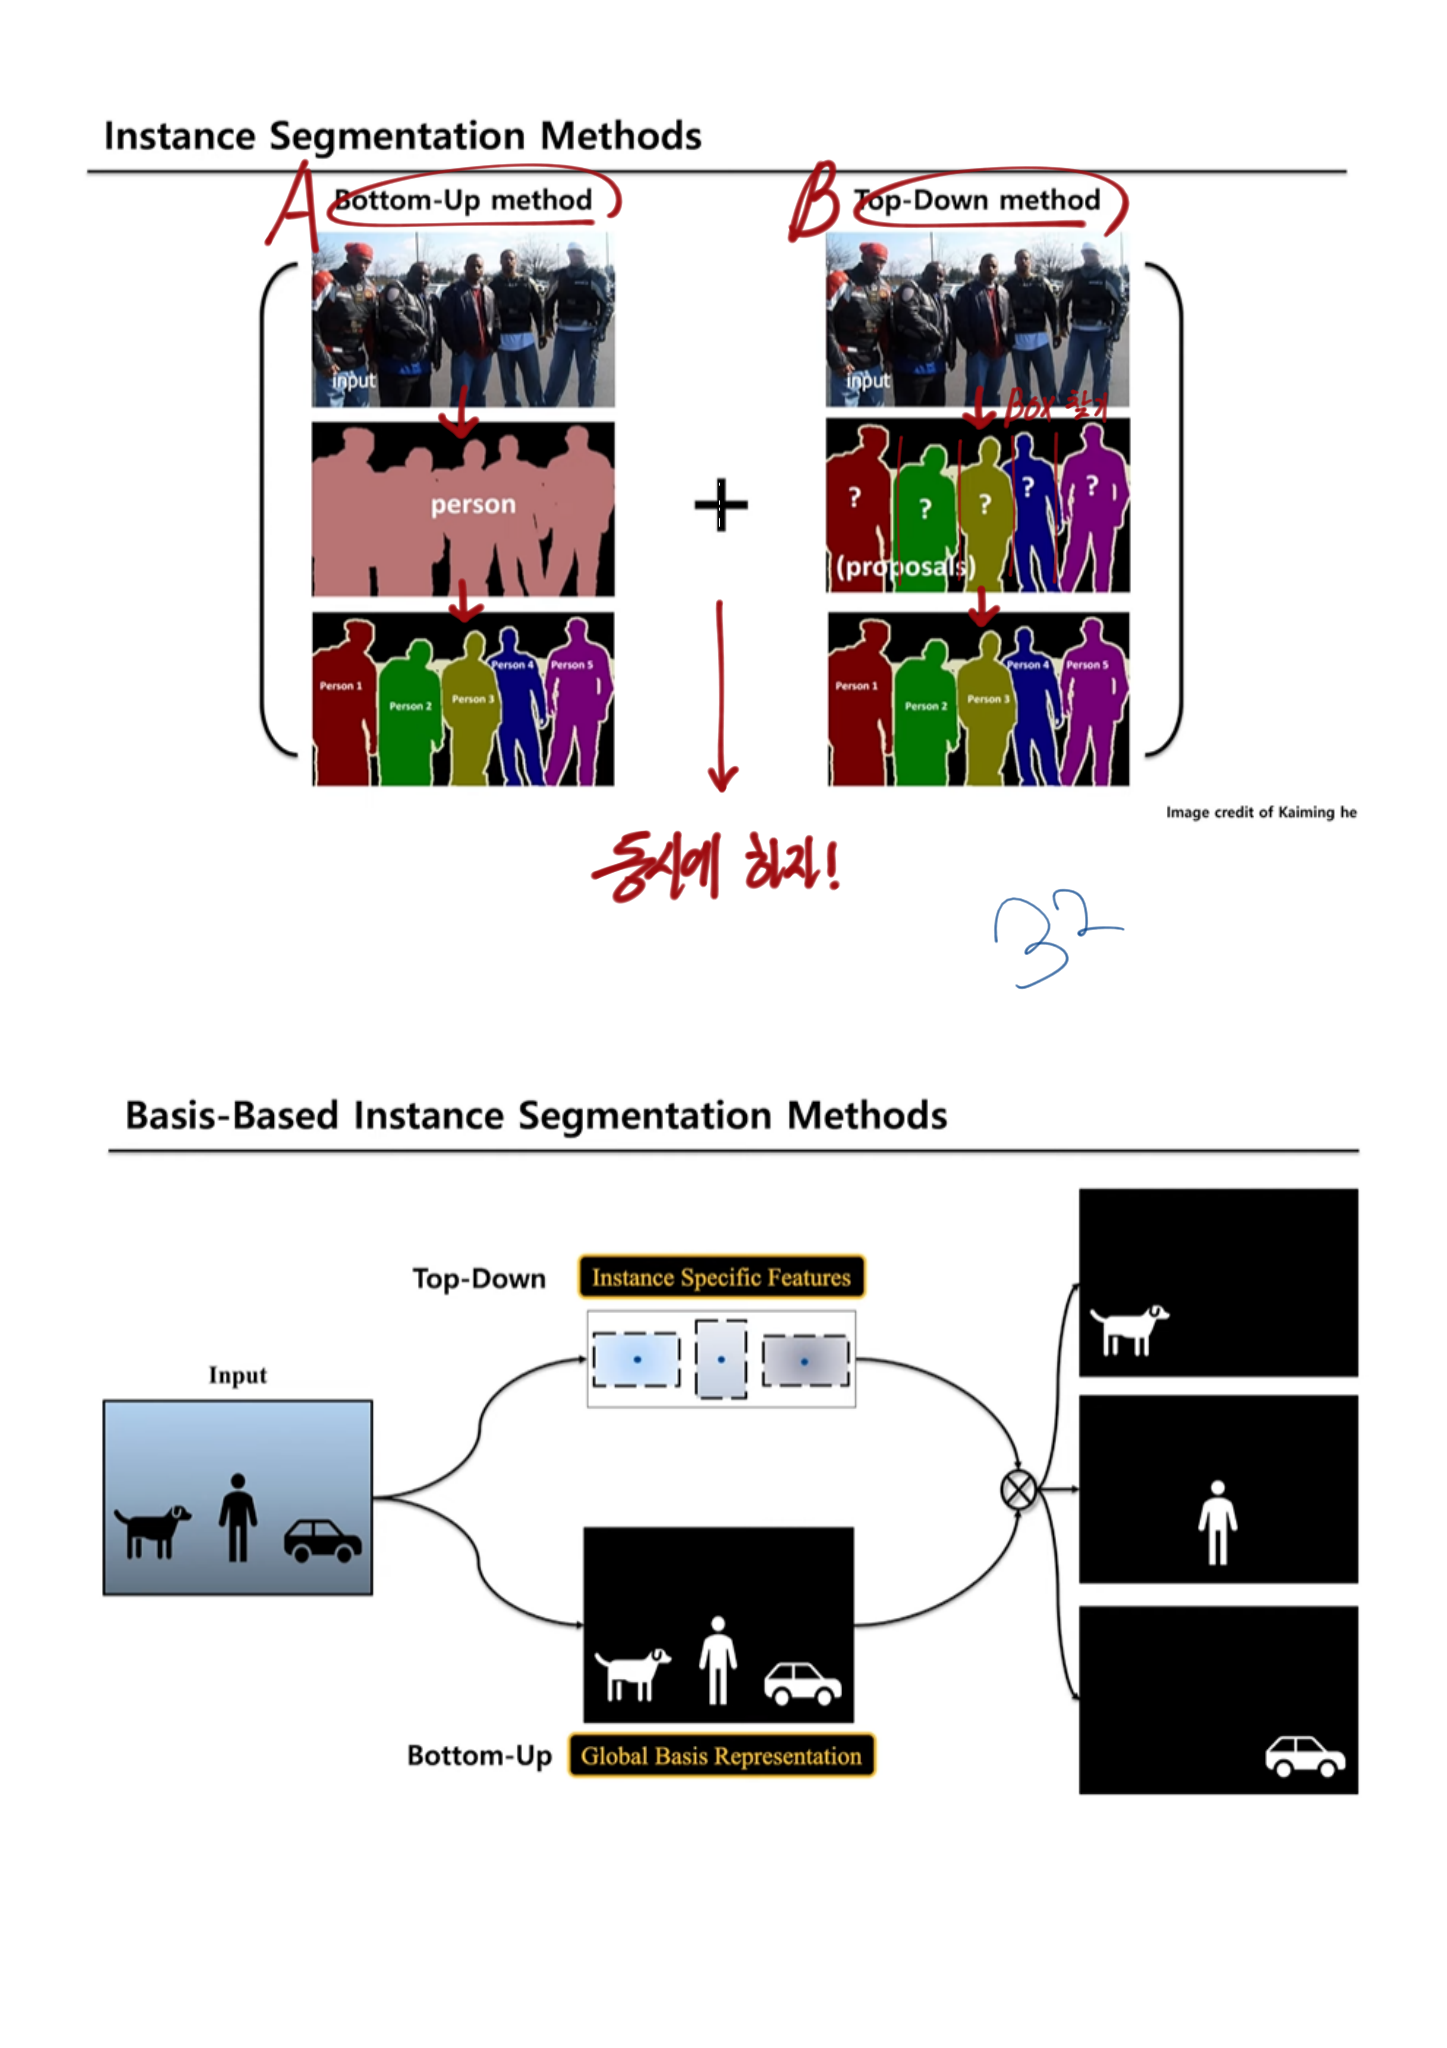 Instance Segmentation Methods
A Bottom-Up method
B Top-Down method
input
input
Box 찾기
person
?
?
?
?
?
(proposals)
+
Person 1
Person 2
Person 3
Person 4
Person 5
Person 1
Person 2
Person 3
Person 4
Person 5
Image credit of Kaiming he
동시에 하자!
Basis-Based Instance Segmentation Methods
Top-Down
Instance Specific Features
Input
Bottom-Up
Global Basis Representation